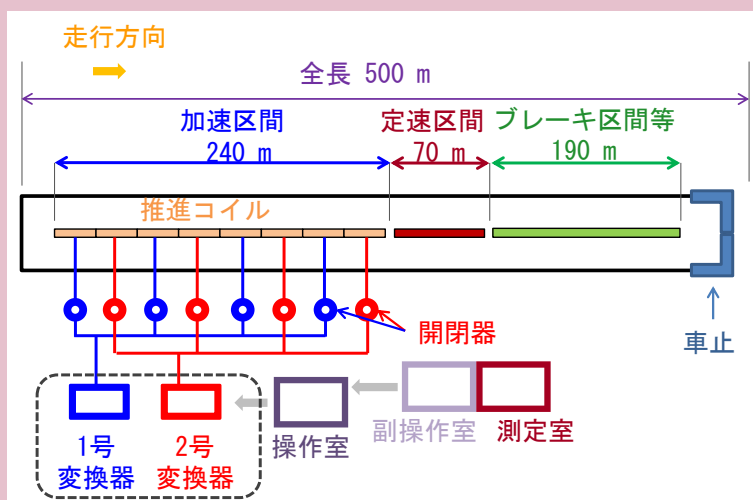 走行方向
全長 500 m
加速区間
240 m
定速区間
70 m
ブレーキ区間等
190 m
推進コイル
開閉器
車止
1号
変換器
2号
変換器
操作室
副操作室
測定室